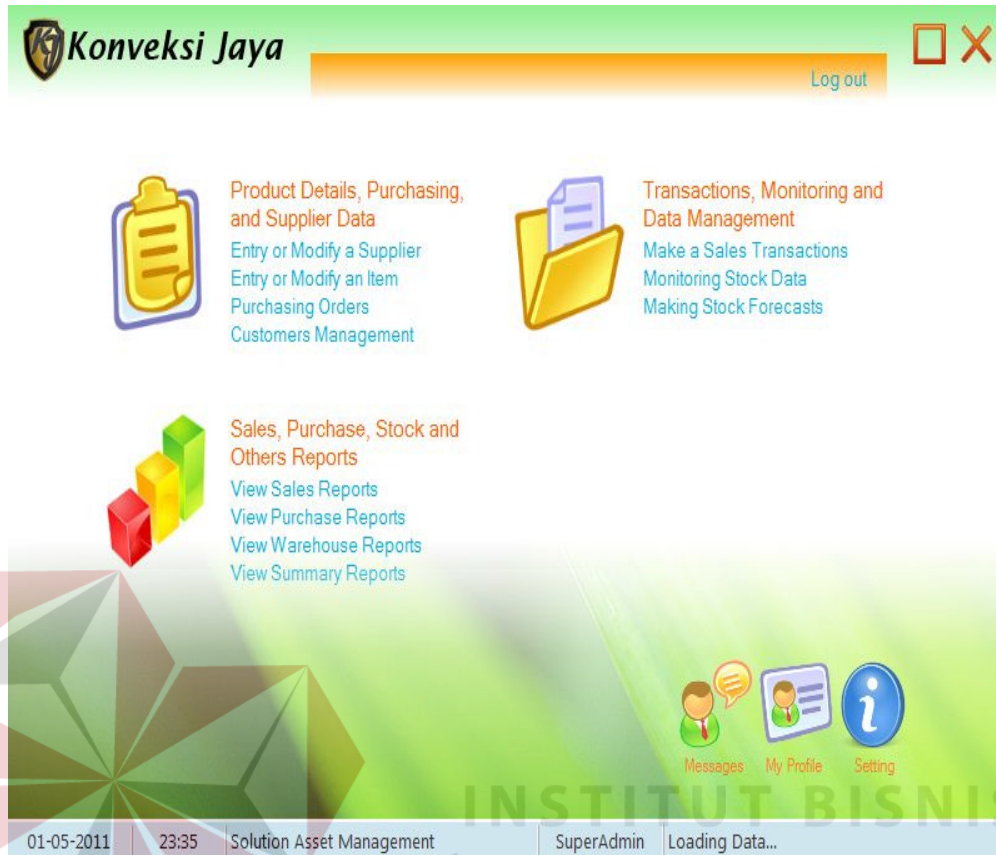 KJ Konveksi Jaya
Log out
Product Details, Purchasing,
and Supplier Data
Entry or Modify a Supplier
Entry or Modify an Item
Purchasing Orders
Customers Management
Transactions, Monitoring and
Data Management
Make a Sales Transactions
Monitoring Stock Data
Making Stock Forecasts
Sales, Purchase, Stock and
Others Reports
View Sales Reports
View Purchase Reports
View Warehouse Reports
View Summary Reports
i
Messages My Profile Setting
INSTITUT BISNIS
01-05-2011 23:35 Solution Asset Management SuperAdmin Loading Data...